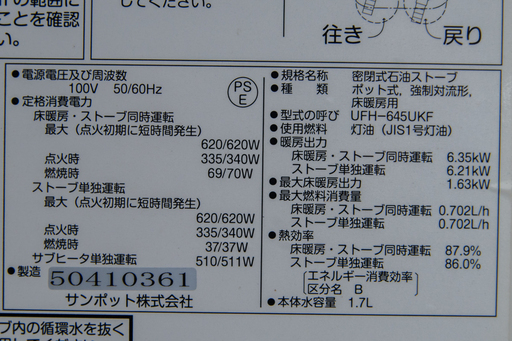 の範囲に
ことを確認
い。
してください。
往き
戻り
●電源電圧及び周波数
100V 50/60Hz
PS
E
●定格消費電力
床暖房・ストーブ同時運転
最大（点火初期に短時間発生）
620/620W
点火時 335/340W
燃焼時 69/70W
ストーブ単独運転
最大（点火初期に短時間発生）
620/620W
点火時 335/340W
燃焼時 37/37W
サブヒータ単独運転 510/511W
●製造 50410361
サンポット株式会社
●規格名称 密閉式石油ストーブ
●種類 ポット式，強制対流形，
床暖房用
●型式の呼び UFH-645UKF
●使用燃料 灯油（JIS1号灯油）
●暖房出力
床暖房・ストーブ同時運転 6.35kW
ストーブ単独運転 6.21kW
●最大床暖房出力 1.63kW
●最大燃料消費量
床暖房・ストーブ同時運転 0.702L/h
ストーブ単独運転 0.702L/h
●熱効率
床暖房・ストーブ同時運転 87.9%
ストーブ単独運転 86.0%
エネルギー消費効率
区分名 B
●本体水容量 1.7L
ブ内の循環水を抜く